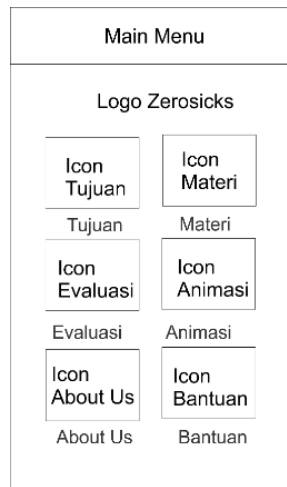 Main Menu
Logo Zerosicks
Icon
Tujuan
Icon
Materi
Tujuan
Materi
Icon
Evaluasi
Icon
Animasi
Evaluasi
Animasi
Icon
About Us
Icon
Bantuan
About Us
Bantuan